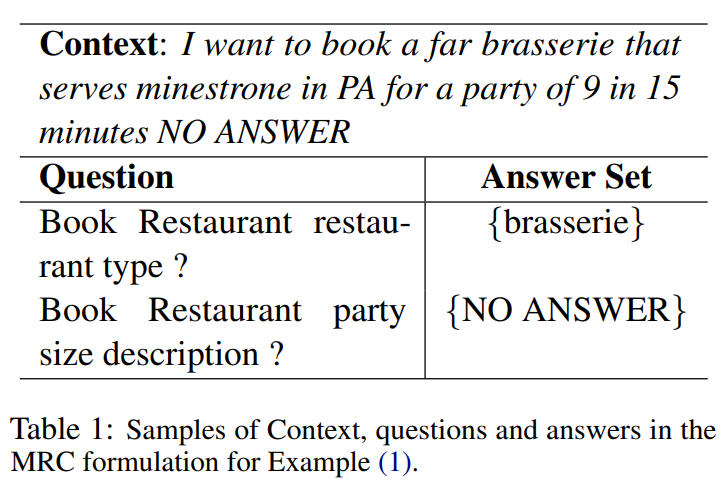 Context: I want to book a far brasserie that
serves minestrone in PA for a party of 9 in 15
minutes NO ANSWER
Question Answer Set
Book Restaurant restau- {brasserie}
rant type ?
Book Restaurant party {NO ANSWER}
size description ?
Table 1: Samples of Context, questions and answers in the
MRC formulation for Example (1).